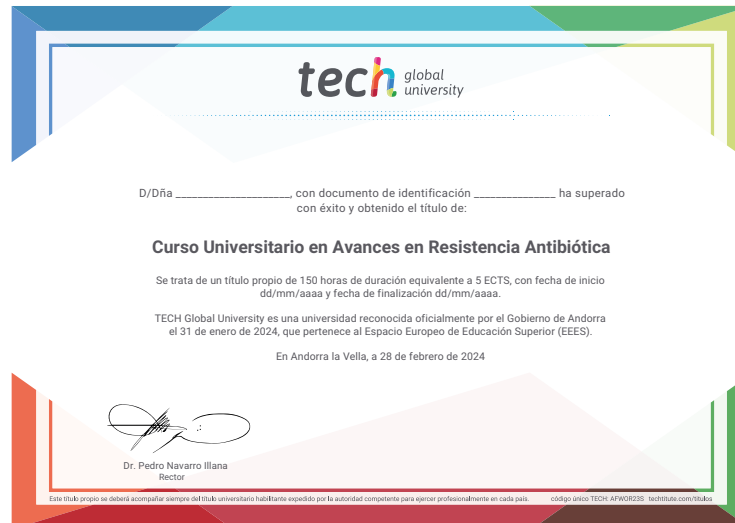 tech global university
D/Dña ______________________, con documento de identificación ________________ ha superado
con éxito y obtenido el título de:
Curso Universitario en Avances en Resistencia Antibiótica
Se trata de un título propio de 150 horas de duración equivalente a 5 ECTS, con fecha de inicio
dd/mm/aaaa y fecha de finalización dd/mm/aaaa.
TECH Global University es una universidad reconocida oficialmente por el Gobierno de Andorra
el 31 de enero de 2024, que pertenece al Espacio Europeo de Educación Superior (EEES).
En Andorra la Vella, a 28 de febrero de 2024
Dr. Pedro Navarro Illana
Rector
Este título propio se deberá acompañar siempre del título universitario habilitante expedido por la autoridad competente para ejercer profesionalmente en cada país. código único TECH: AFWOR23S techtitute.com/titulos